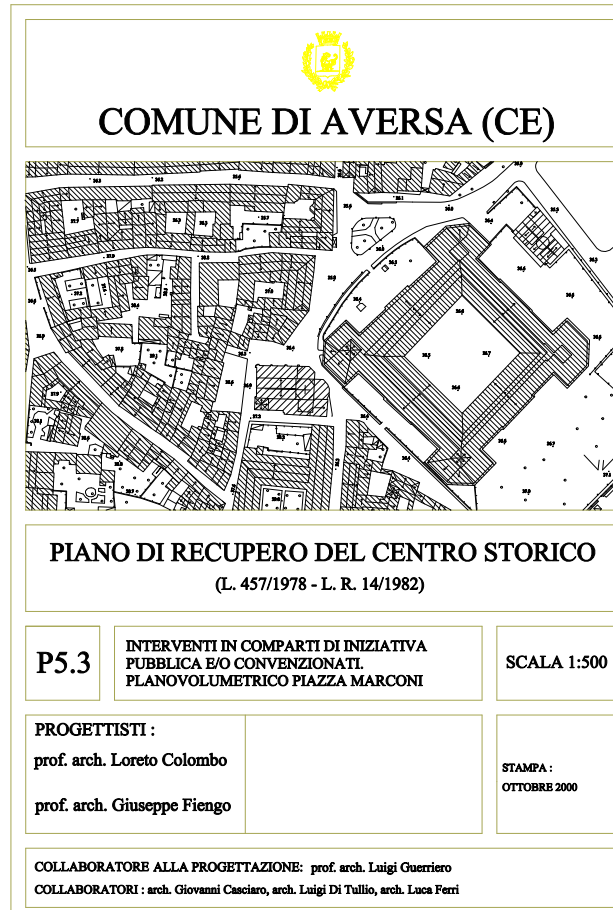 COMUNE DI AVERSA (CE)
PIANO DI RECUPERO DEL CENTRO STORICO
(L. 457/1978 - L. R. 14/1982)
P5.3
INTERVENTI IN COMPARTI DI INIZIATIVA
PUBBLICA E/O CONVENZIONATI.
PLANOVOLUMETRICO PIAZZA MARCONI
SCALA 1:500
PROGETTISTI :
prof. arch. Loreto Colombo
prof. arch. Giuseppe Fiengo
STAMPA :
OTTOBRE 2000
COLLABORATORE ALLA PROGETTAZIONE: prof. arch. Luigi Guerriero
COLLABORATORI : arch. Giovanni Casciaro, arch. Luigi Di Tullio, arch. Luca Ferri